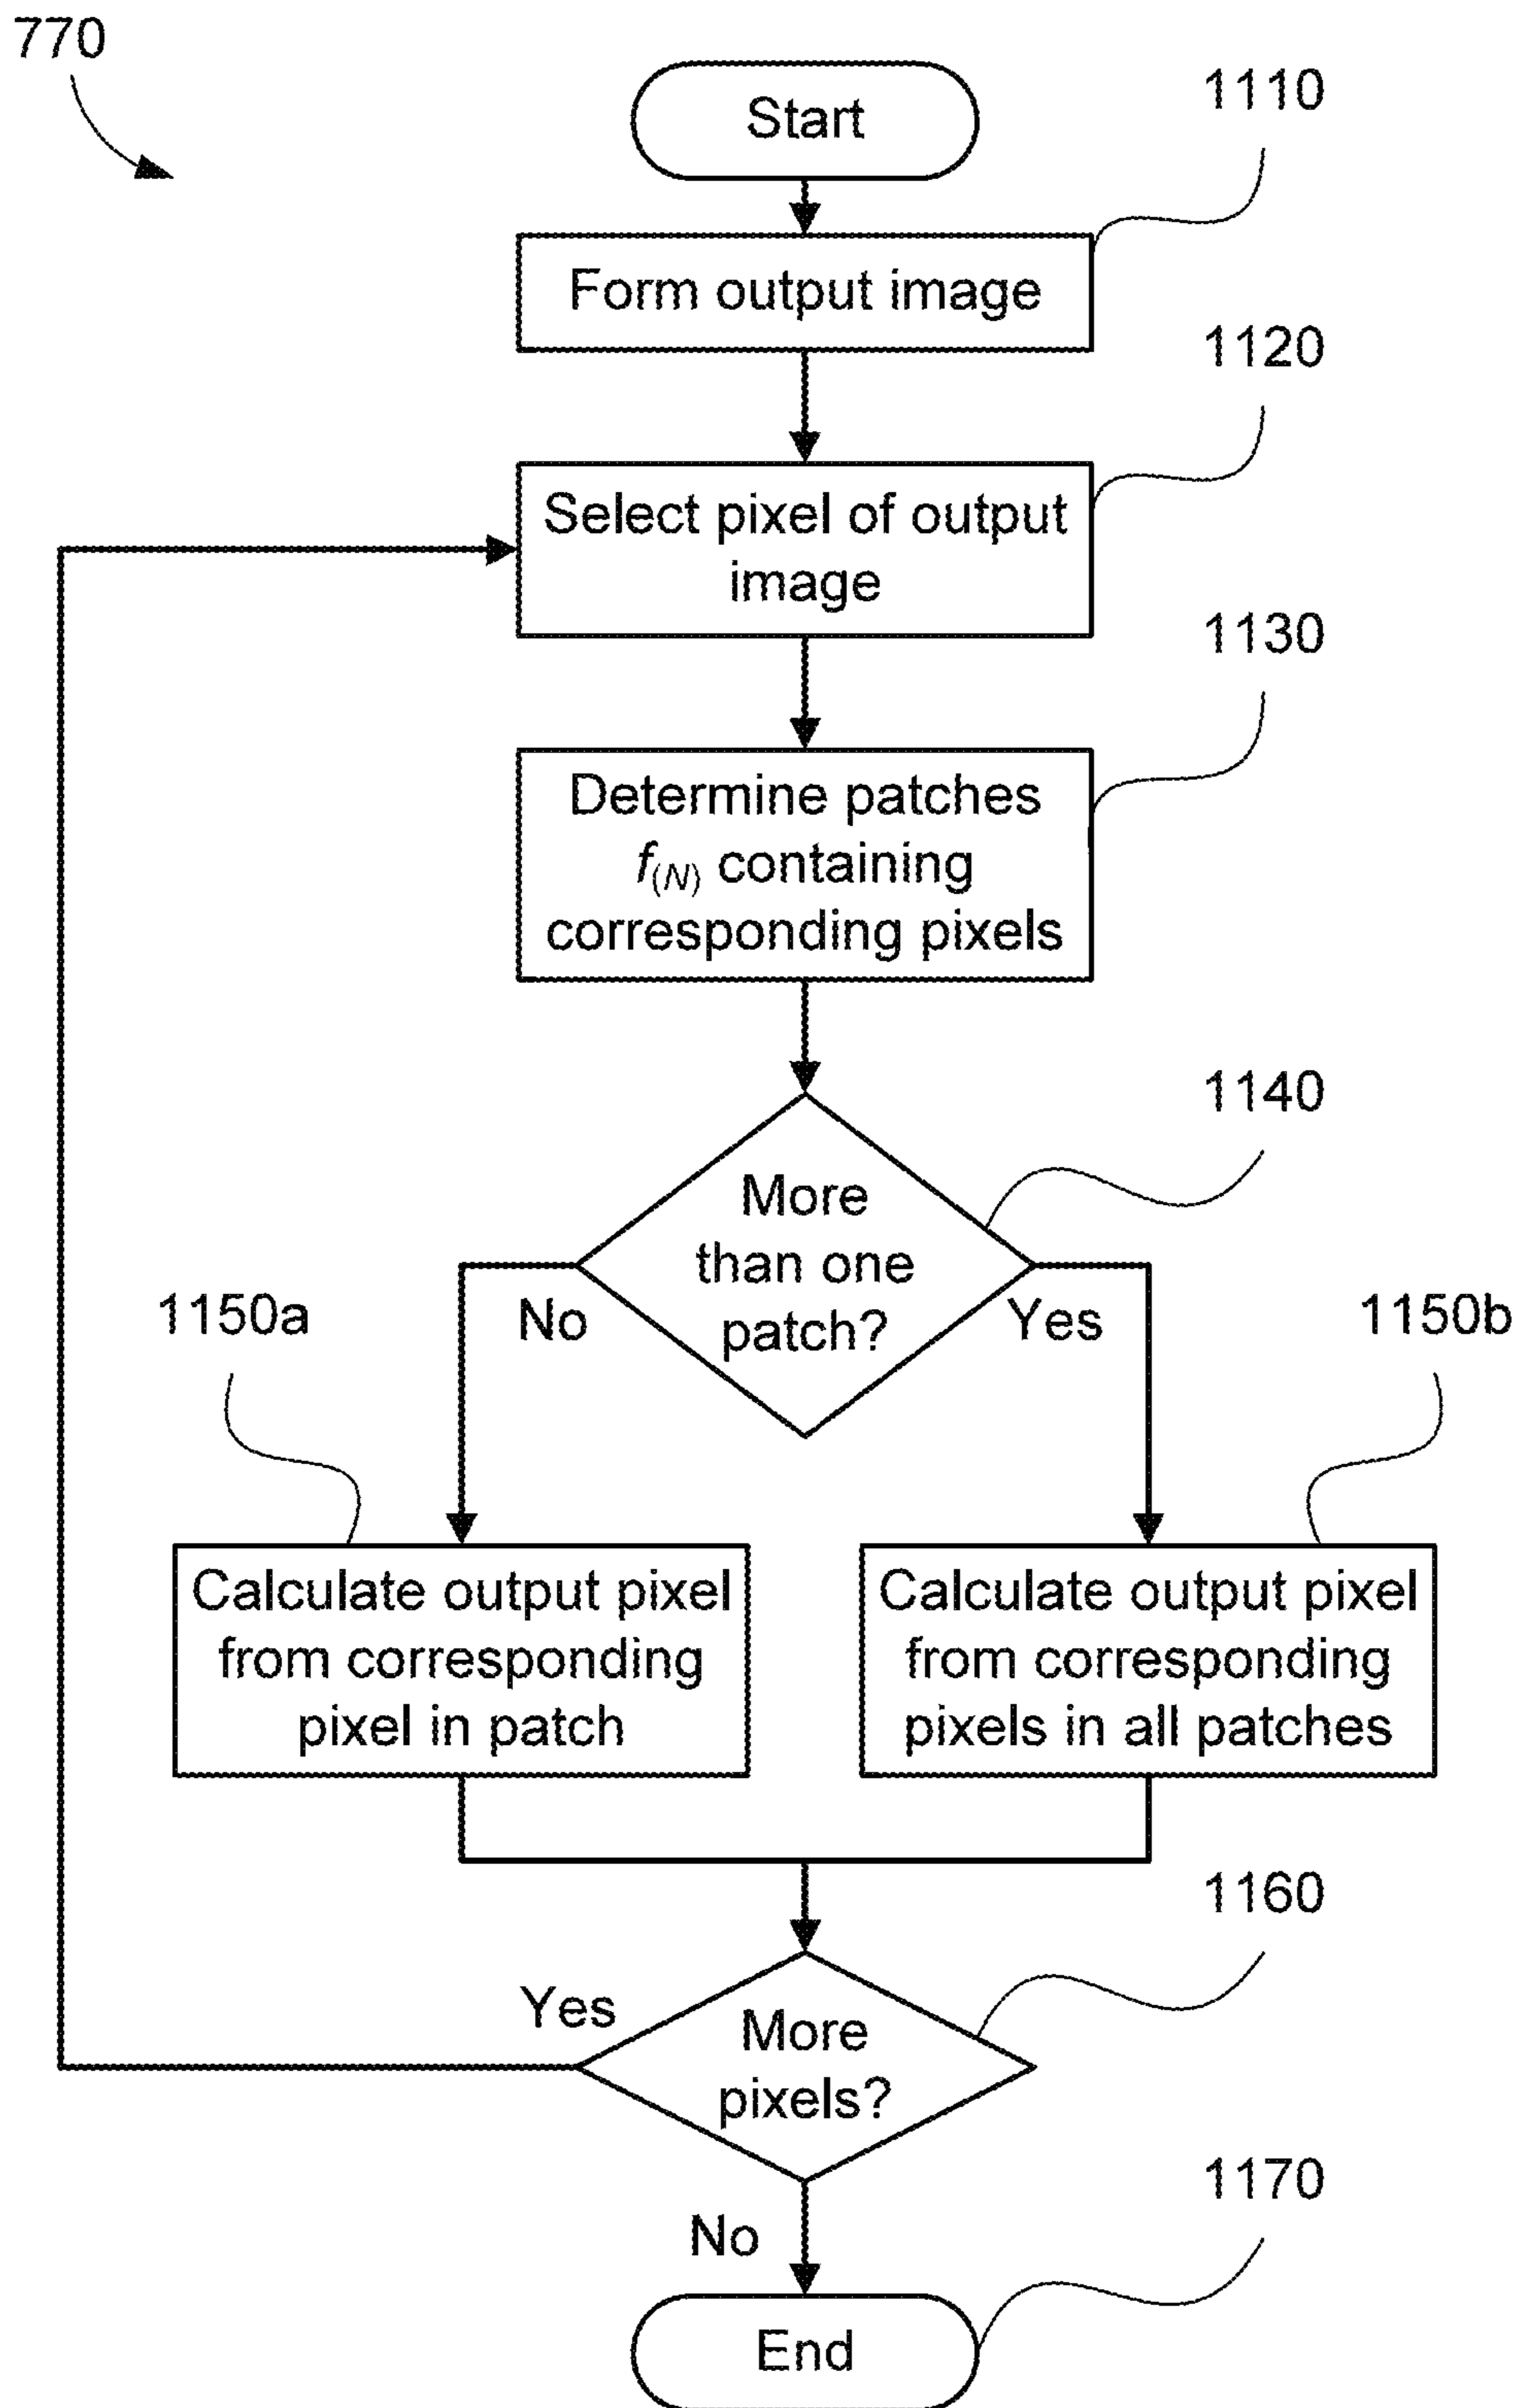 770
Start
1110
Form output image
1120
Select pixel of output
image
1130
Determine patches
f(N) containing
corresponding pixels
1140
More
than one
patch?
No
Yes
1150a
1150b
Calculate output pixel
from corresponding
pixel in patch
Calculate output pixel
from corresponding
pixels in all patches
1160
Yes
More
pixels?
No
1170
End